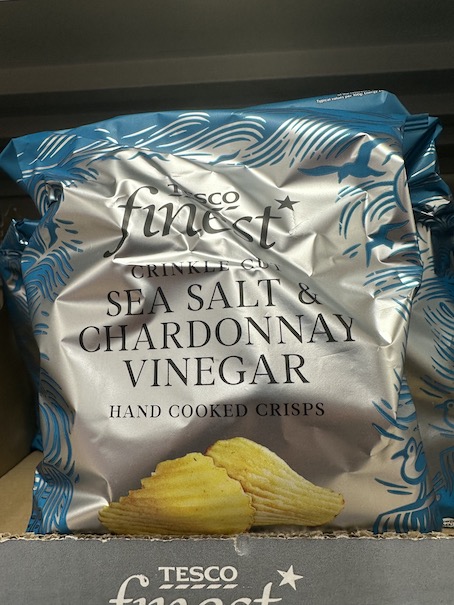 TESCO
finest*
CRINKLE CUT
SEA SALT &
CHARDONNAY
VINEGAR
HAND COOKED CRISPS
TESCO
finest*